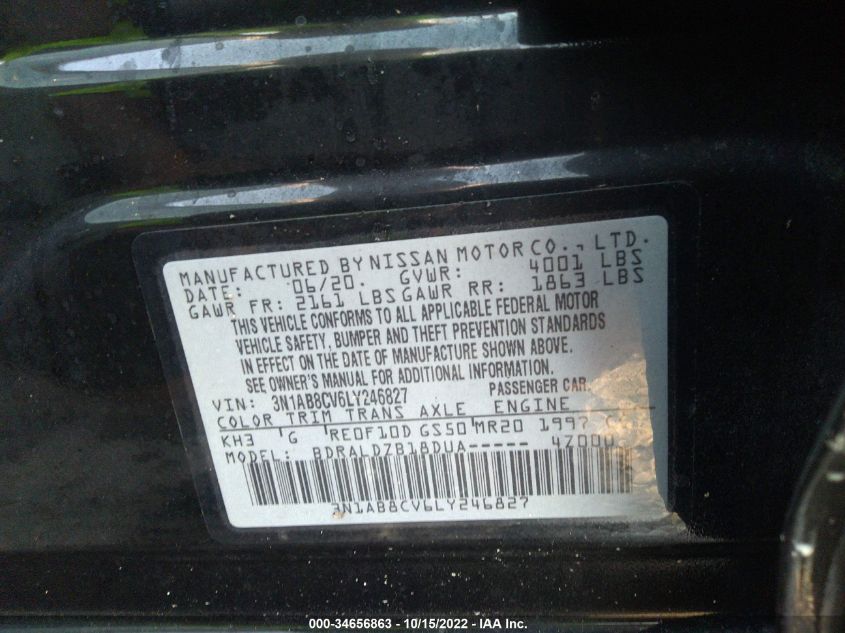 MANUFACTURED BY NISSAN MOTOR CO., LTD.
DATE: 06/20. GVWR: 4001 LBS
GAWR FR: 2161 LBS GAWR RR: 1863 LBS
THIS VEHICLE CONFORMS TO ALL APPLICABLE FEDERAL MOTOR
VEHICLE SAFETY, BUMPER AND THEFT PREVENTION STANDARDS
IN EFFECT ON THE DATE OF MANUFACTURE SHOWN ABOVE.
SEE OWNER'S MANUAL FOR ADDITIONAL INFORMATION.
VIN: 3N1AB8CV6LY246827 PASSENGER CAR
COLOR TRIM TRANS AXLE ENGINE
KH3 G RE0F10D GS50 MR20 1997
MODEL: BDRALDZB18DUA----- 4Z00U
3N1AB8CV6LY246827
000-34656863 - 10/15/2022 - IAA Inc.